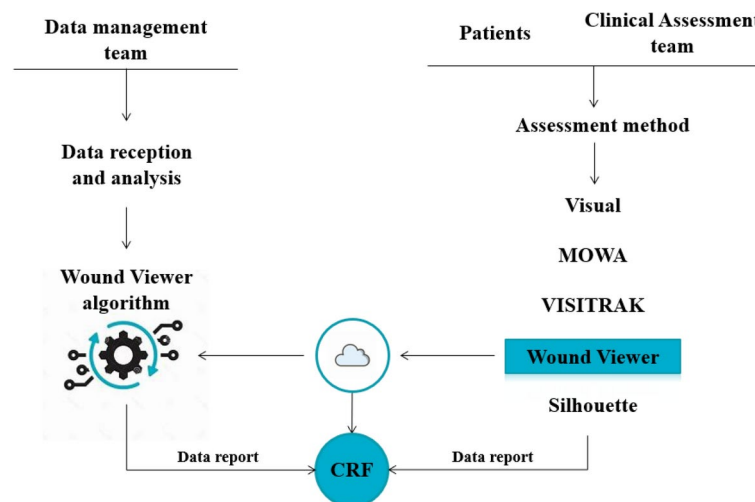 Data management
team
Data reception
and analysis
Wound Viewer
algorithm
Patients
Clinical Assessment
team
Assessment method
Visual
MOWA
VISITRAK
Wound Viewer
Silhouette
Data report
CRF
Data report